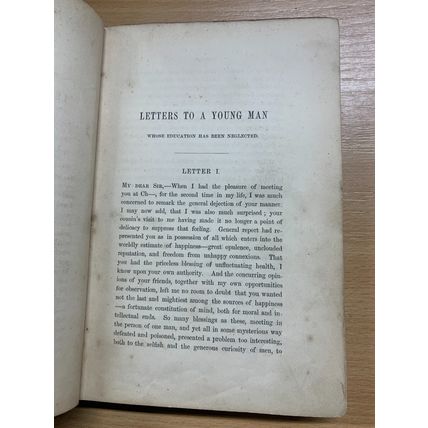 LETTERS TO A YOUNG MAN
WHOSE EDUCATION HAS BEEN NEGLECTED.
LETTER I.
MY DEAR SIR,—When I had the pleasure of meeting
you at Ch—, for the second time in my life, I was much
concerned to remark the general dejection of your manner.
I may now add, that I was also much surprised; your
cousin's visit to me having made it no longer a point of
delicacy to suppress that feeling. General report had re-
presented you as in possession of all which enters into the
worldly estimate of happiness—great opulence, unclouded
reputation, and freedom from unhappy connexions. That
you had the priceless blessing of unfluctuating health, I
know upon your own authority. And the concurring opin-
ions of your friends, together with my own opportunities
for observation, left me no room to doubt that you wanted
not the last and mightiest among the sources of happiness
—a fortunate constitution of mind, both for moral and in-
tellectual ends. So many blessings as these, meeting in
the person of one man, and yet all in some mysterious way
defeated and poisoned, presented a problem too interesting,
both to the selfish and the generous curiosity of men, to